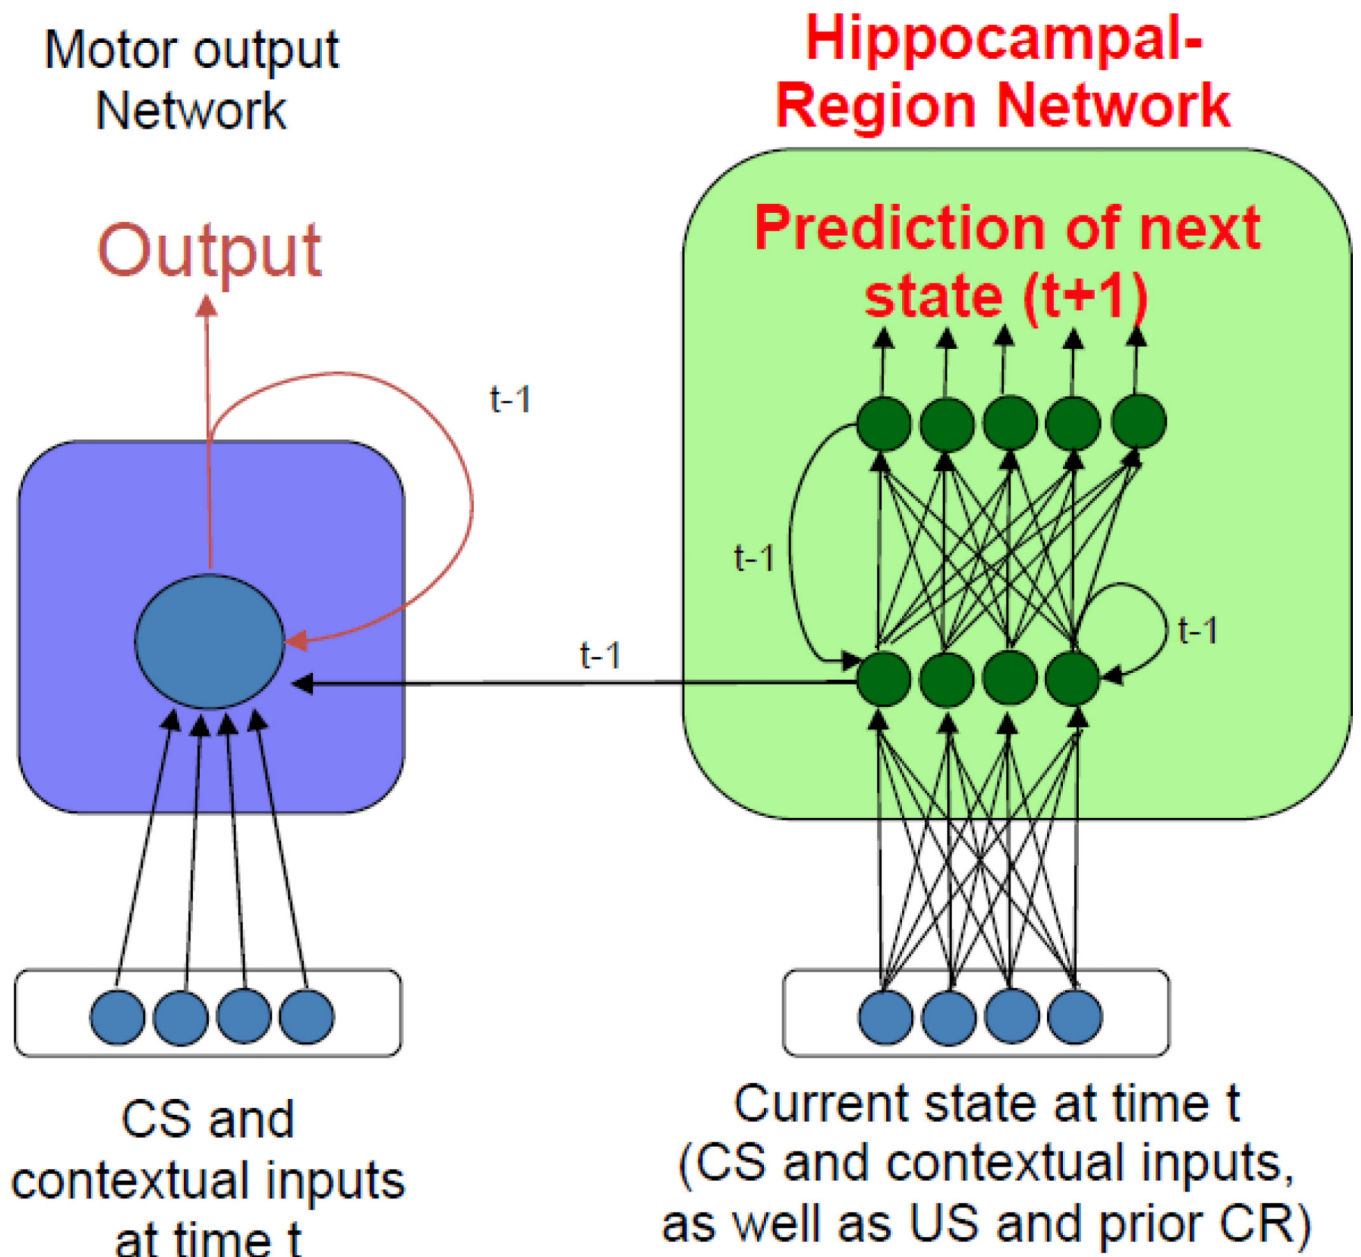 Motor output
Network
Hippocampal-
Region Network
Output
Prediction of next
state (t+1)
t-1
t-1
t-1
t-1
CS and
contextual inputs
at time t
Current state at time t
(CS and contextual inputs,
as well as US and prior CR)